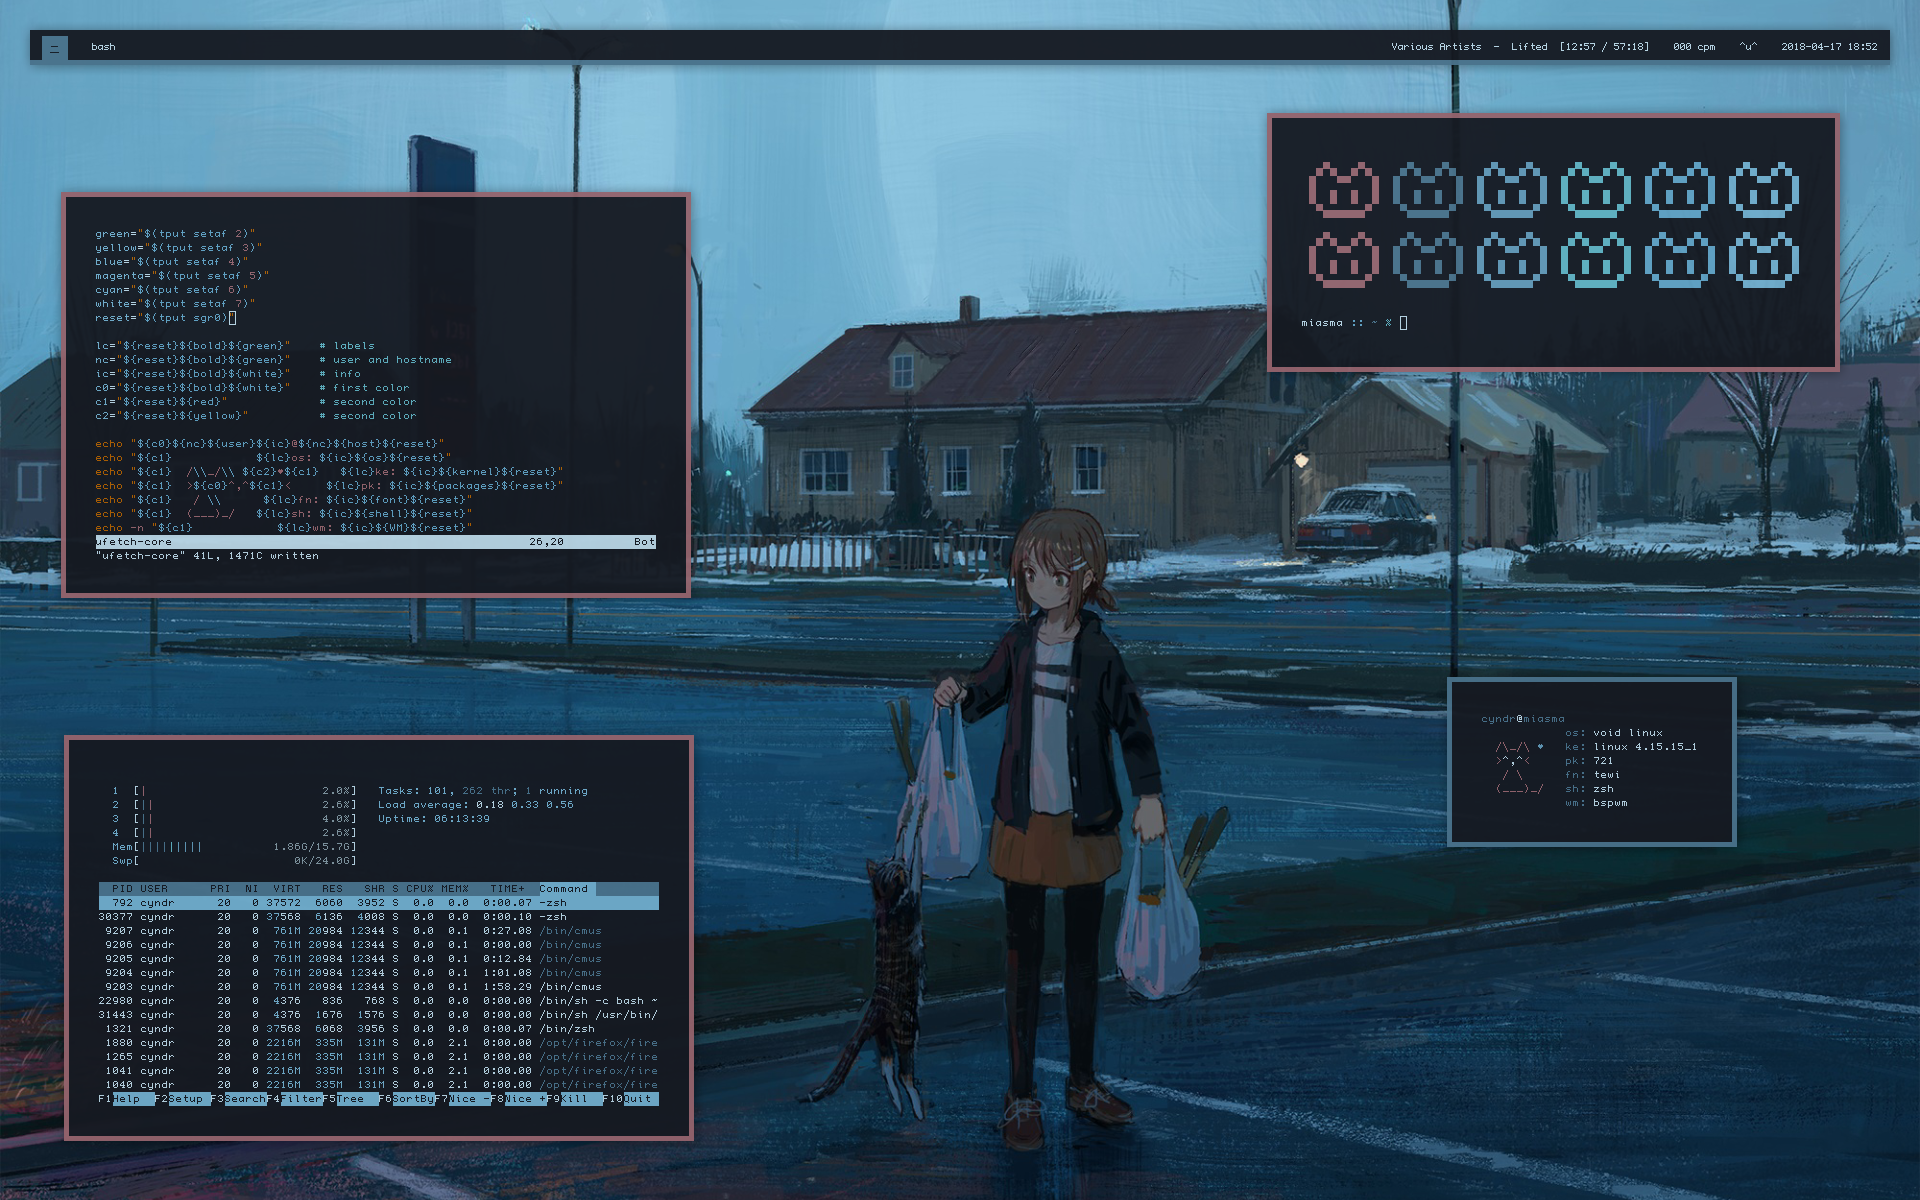 bash
Various Artists - Lifted [12:57 / 57:18] 000 cpm ^u^ 2018-04-17 18:52
green="$(tput setaf 2)"
yellow="$(tput setaf 3)"
blue="$(tput setaf 4)"
magenta="$(tput setaf 5)"
cyan="$(tput setaf 6)"
white="$(tput setaf 7)"
reset="$(tput sgr0)"
lc="${reset}${bold}${green}" # labels
nc="${reset}${bold}${green}" # user and hostname
ic="${reset}${bold}${white}" # info
c0="${reset}${bold}${white}" # first color
c1="${reset}${red}" # second color
c2="${reset}${yellow}" # second color
echo "${c0}${nc}${user}${ic}@${nc}${host}${reset}"
echo "${c1} ${lc}os: ${ic}${os}${reset}"
echo "${c1} /\\_/\\ ${c2}♥${c1} ${lc}ke: ${ic}${kernel}${reset}"
echo "${c1} >${c0}^,^${c1}< ${lc}pk: ${ic}${packages}${reset}"
echo "${c1} / \\ ${lc}fn: ${ic}${font}${reset}"
echo "${c1} (___)_/ ${lc}sh: ${ic}${shell}${reset}"
echo -n "${c1} ${lc}wm: ${ic}${WM}${reset}"
ufetch-core 26,20 Bot
"ufetch-core" 41L, 1471C written
miasma :: ~ %
cyndr@miasma
os: void linux
/\_/\ ♥ ke: linux 4.15.15_1
>^,^< pk: 721
/ \ fn: tewi
(___)_/ sh: zsh
wm: bspwm
1 [| 2.0%] Tasks: 101, 262 thr; 1 running
2 [|| 2.6%] Load average: 0.18 0.33 0.56
3 [|| 4.0%] Uptime: 06:13:39
4 [|| 2.6%]
Mem[||||||||| 1.86G/15.7G]
Swp[ 0K/24.0G]
PID USER PRI NI VIRT RES SHR S CPU% MEM% TIME+ Command
792 cyndr 20 0 37572 6060 3952 S 0.0 0.0 0:00.07 -zsh
30377 cyndr 20 0 37568 6136 4008 S 0.0 0.0 0:00.10 -zsh
9207 cyndr 20 0 761M 20984 12344 S 0.0 0.1 0:27.08 /bin/cmus
9206 cyndr 20 0 761M 20984 12344 S 0.0 0.1 0:00.00 /bin/cmus
9205 cyndr 20 0 761M 20984 12344 S 0.0 0.1 0:12.84 /bin/cmus
9204 cyndr 20 0 761M 20984 12344 S 0.0 0.1 1:01.08 /bin/cmus
9203 cyndr 20 0 761M 20984 12344 S 0.0 0.1 1:58.29 /bin/cmus
22980 cyndr 20 0 4376 836 768 S 0.0 0.0 0:00.00 /bin/sh -c bash ~
31443 cyndr 20 0 4376 1676 1576 S 0.0 0.0 0:00.00 /bin/sh /usr/bin/
1321 cyndr 20 0 37568 6068 3956 S 0.0 0.0 0:00.07 /bin/zsh
1880 cyndr 20 0 2216M 335M 131M S 0.0 2.1 0:00.00 /opt/firefox/fire
1265 cyndr 20 0 2216M 335M 131M S 0.0 2.1 0:00.00 /opt/firefox/fire
1041 cyndr 20 0 2216M 335M 131M S 0.0 2.1 0:00.00 /opt/firefox/fire
1040 cyndr 20 0 2216M 335M 131M S 0.0 2.1 0:00.00 /opt/firefox/fire
F1Help F2Setup F3SearchF4FilterF5Tree F6SortByF7Nice -F8Nice +F9Kill F10Quit